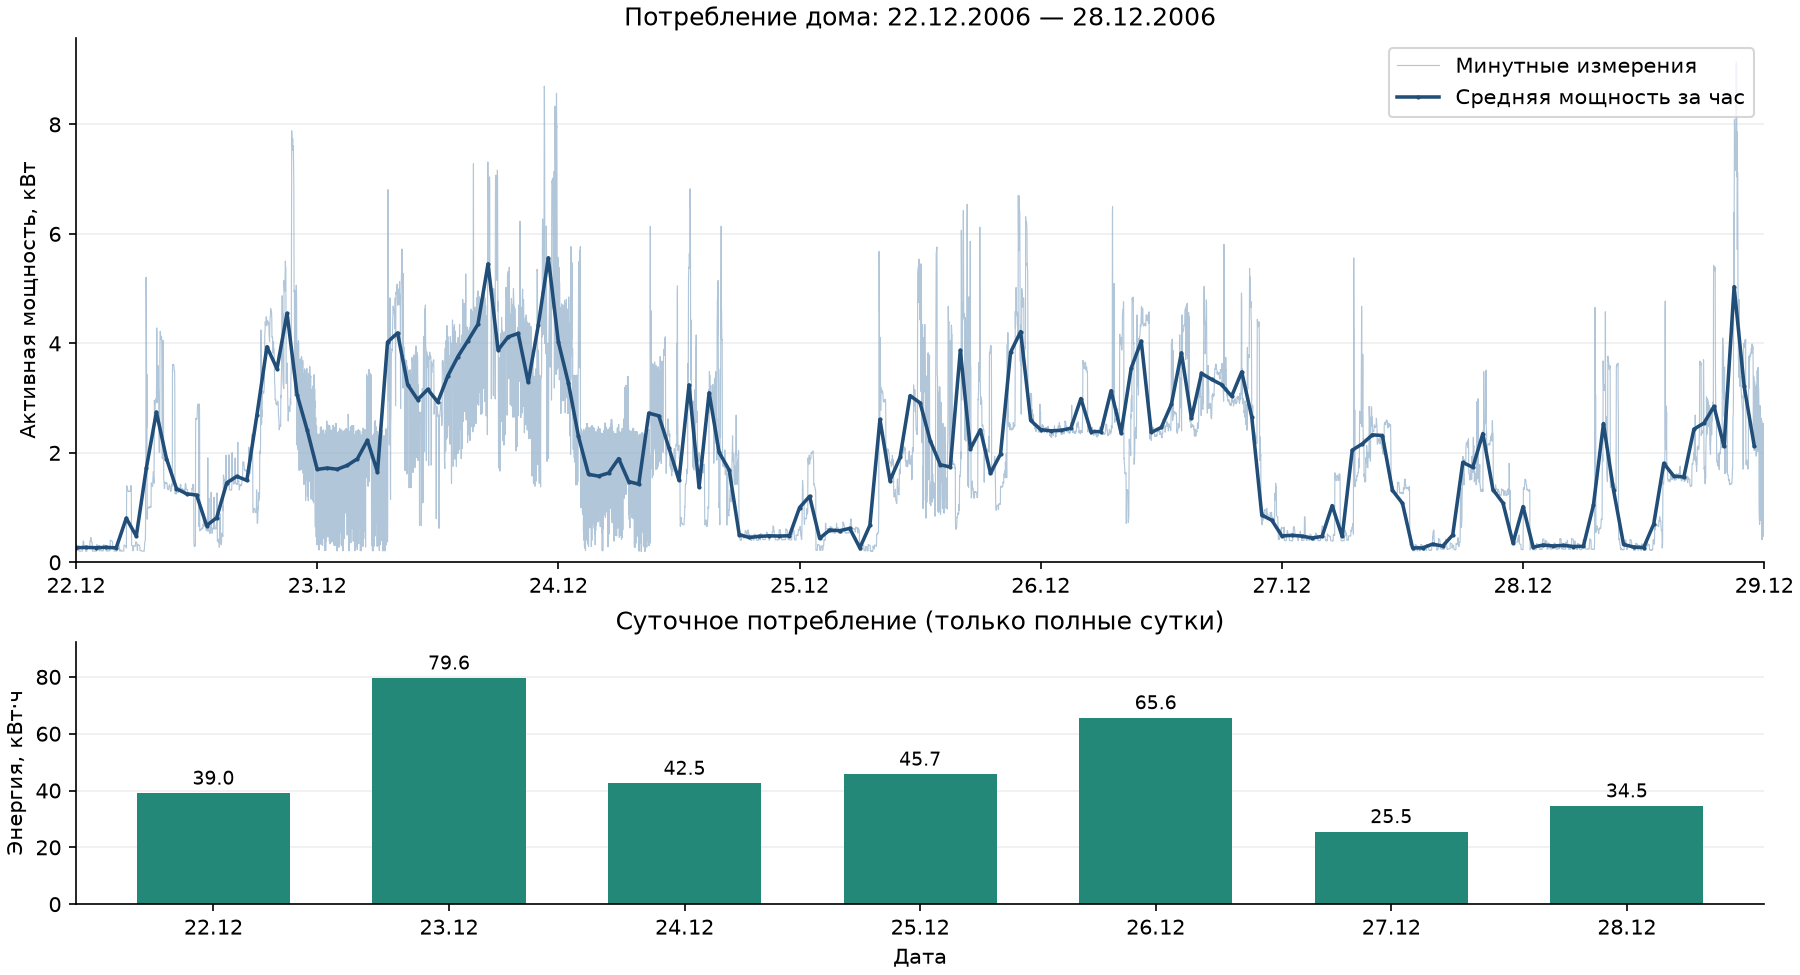 Потребление дома: 22.12.2006 — 28.12.2006
Активная мощность, кВт
Минутные измерения
Средняя мощность за час
8
6
4
2
0
22.12 23.12 24.12 25.12 26.12 27.12 28.12 29.12
Суточное потребление (только полные сутки)
Энергия, кВт·ч
80
60
40
20
0
39.0 79.6 42.5 45.7 65.6 25.5 34.5
22.12 23.12 24.12 25.12 26.12 27.12 28.12
Дата